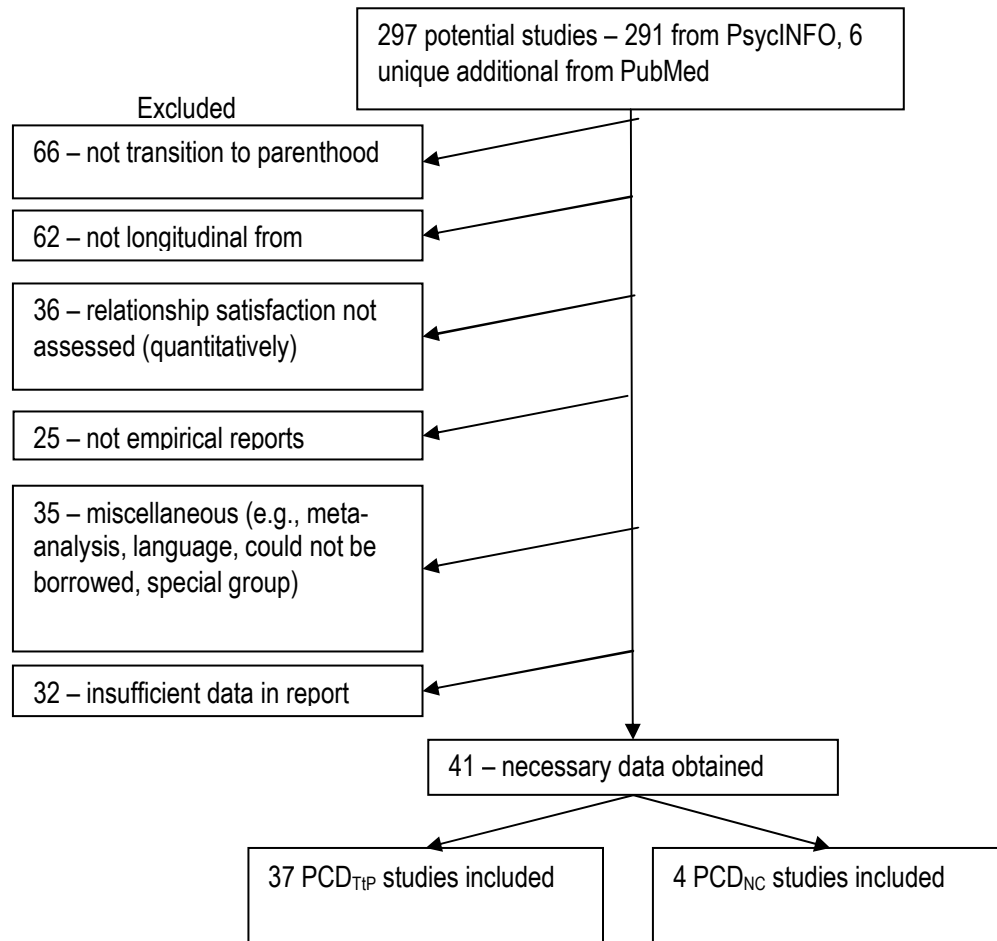 297 potential studies – 291 from PsycINFO, 6
unique additional from PubMed
Excluded
66 – not transition to parenthood
62 – not longitudinal from
36 – relationship satisfaction not
assessed (quantitatively)
25 – not empirical reports
35 – miscellaneous (e.g., meta-
analysis, language, could not be
borrowed, special group)
32 – insufficient data in report
41 – necessary data obtained
37 PCDTtP studies included
4 PCDNC studies included